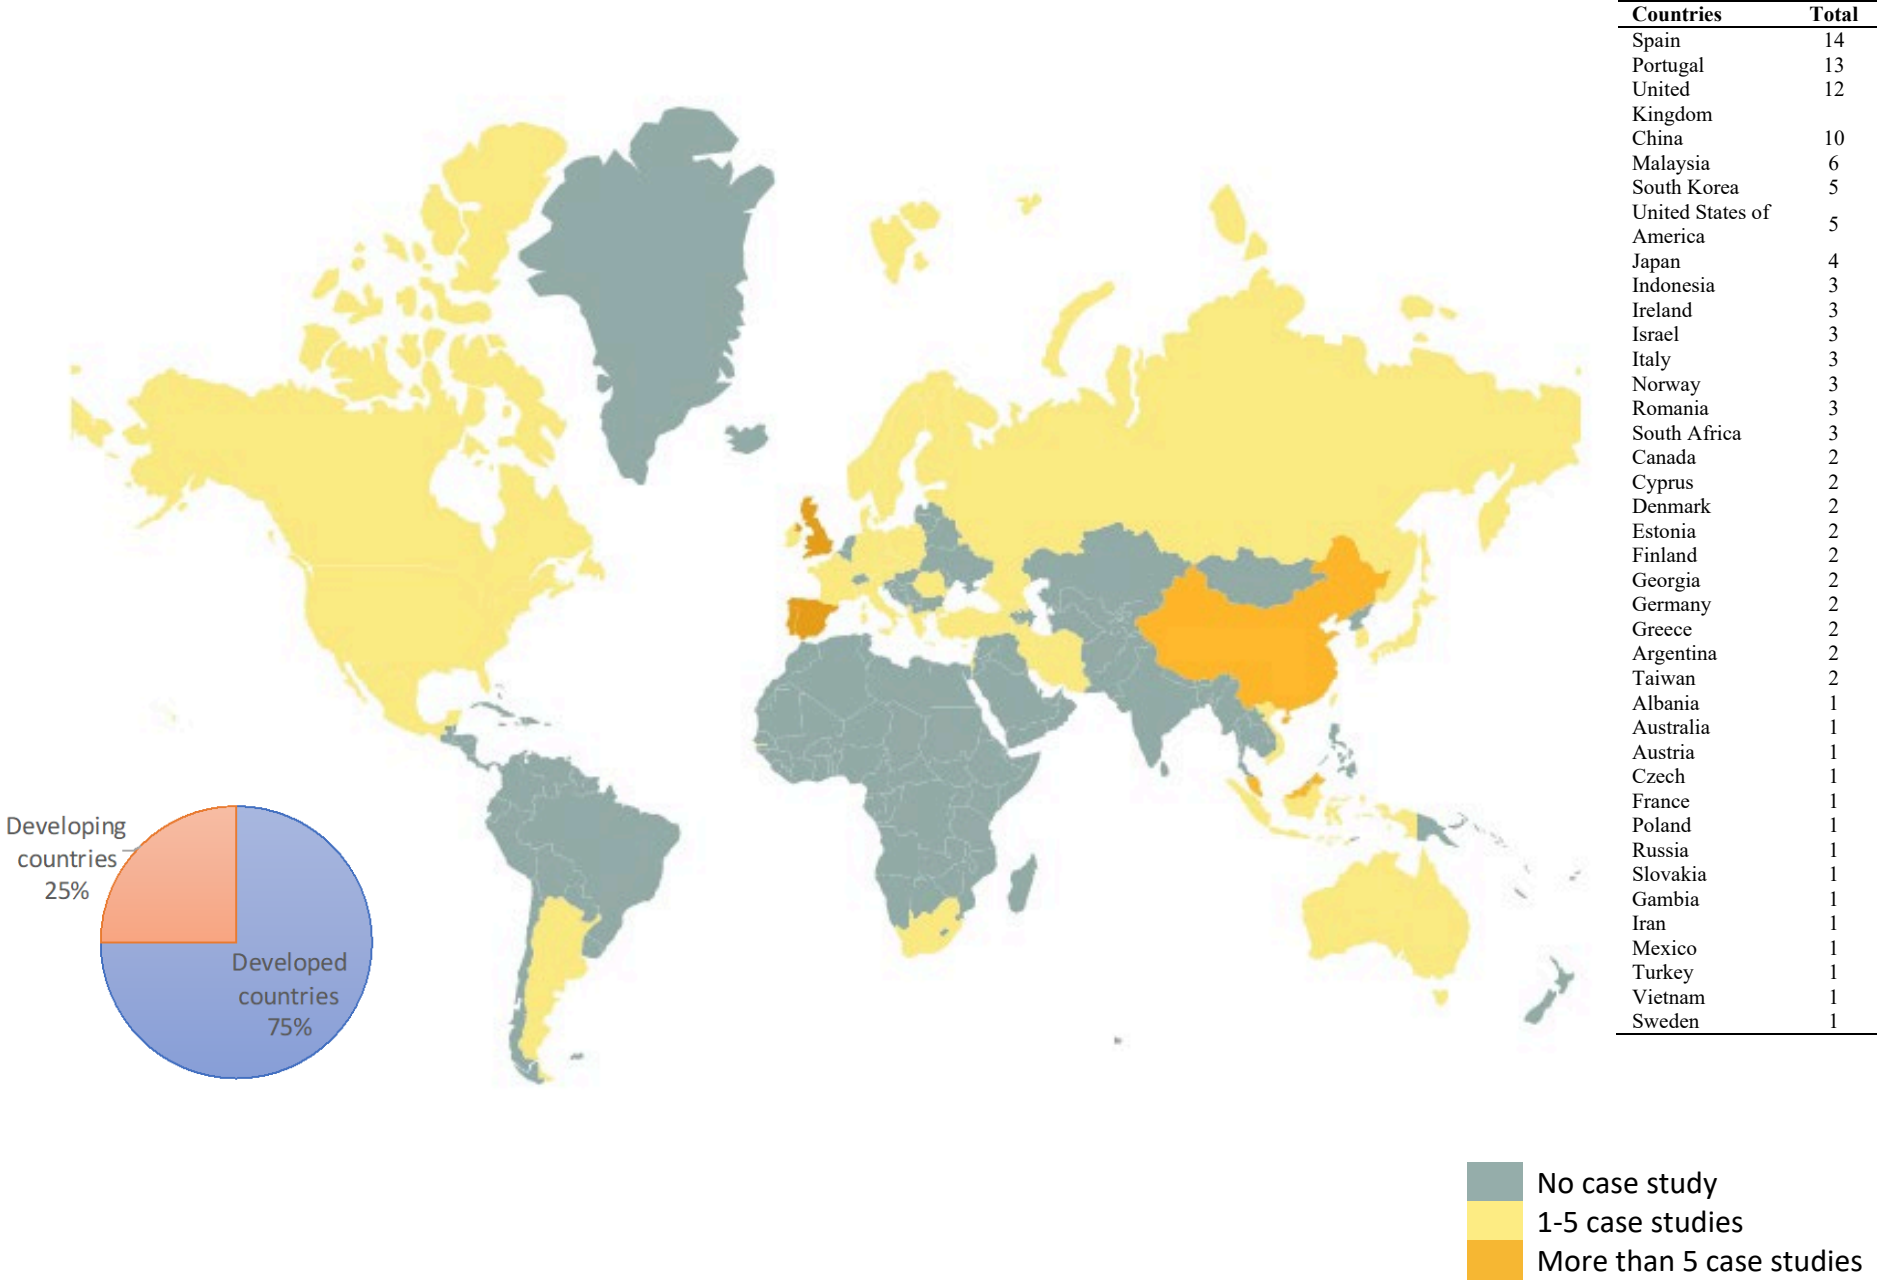 Countries Total
Spain 14
Portugal 13
United 12
Kingdom
China 10
Malaysia 6
South Korea 5
United States of
America 5
Japan 4
Indonesia 3
Ireland 3
Israel 3
Italy 3
Norway 3
Romania 3
South Africa 3
Canada 2
Cyprus 2
Denmark 2
Estonia 2
Finland 2
Georgia 2
Germany 2
Greece 2
Argentina 2
Taiwan 2
Albania 1
Australia 1
Austria 1
Czech 1
France 1
Poland 1
Russia 1
Slovakia 1
Gambia 1
Iran 1
Mexico 1
Turkey 1
Vietnam 1
Sweden 1
Developing
countries
25%
Developed
countries
75%
No case study
1-5 case studies
More than 5 case studies